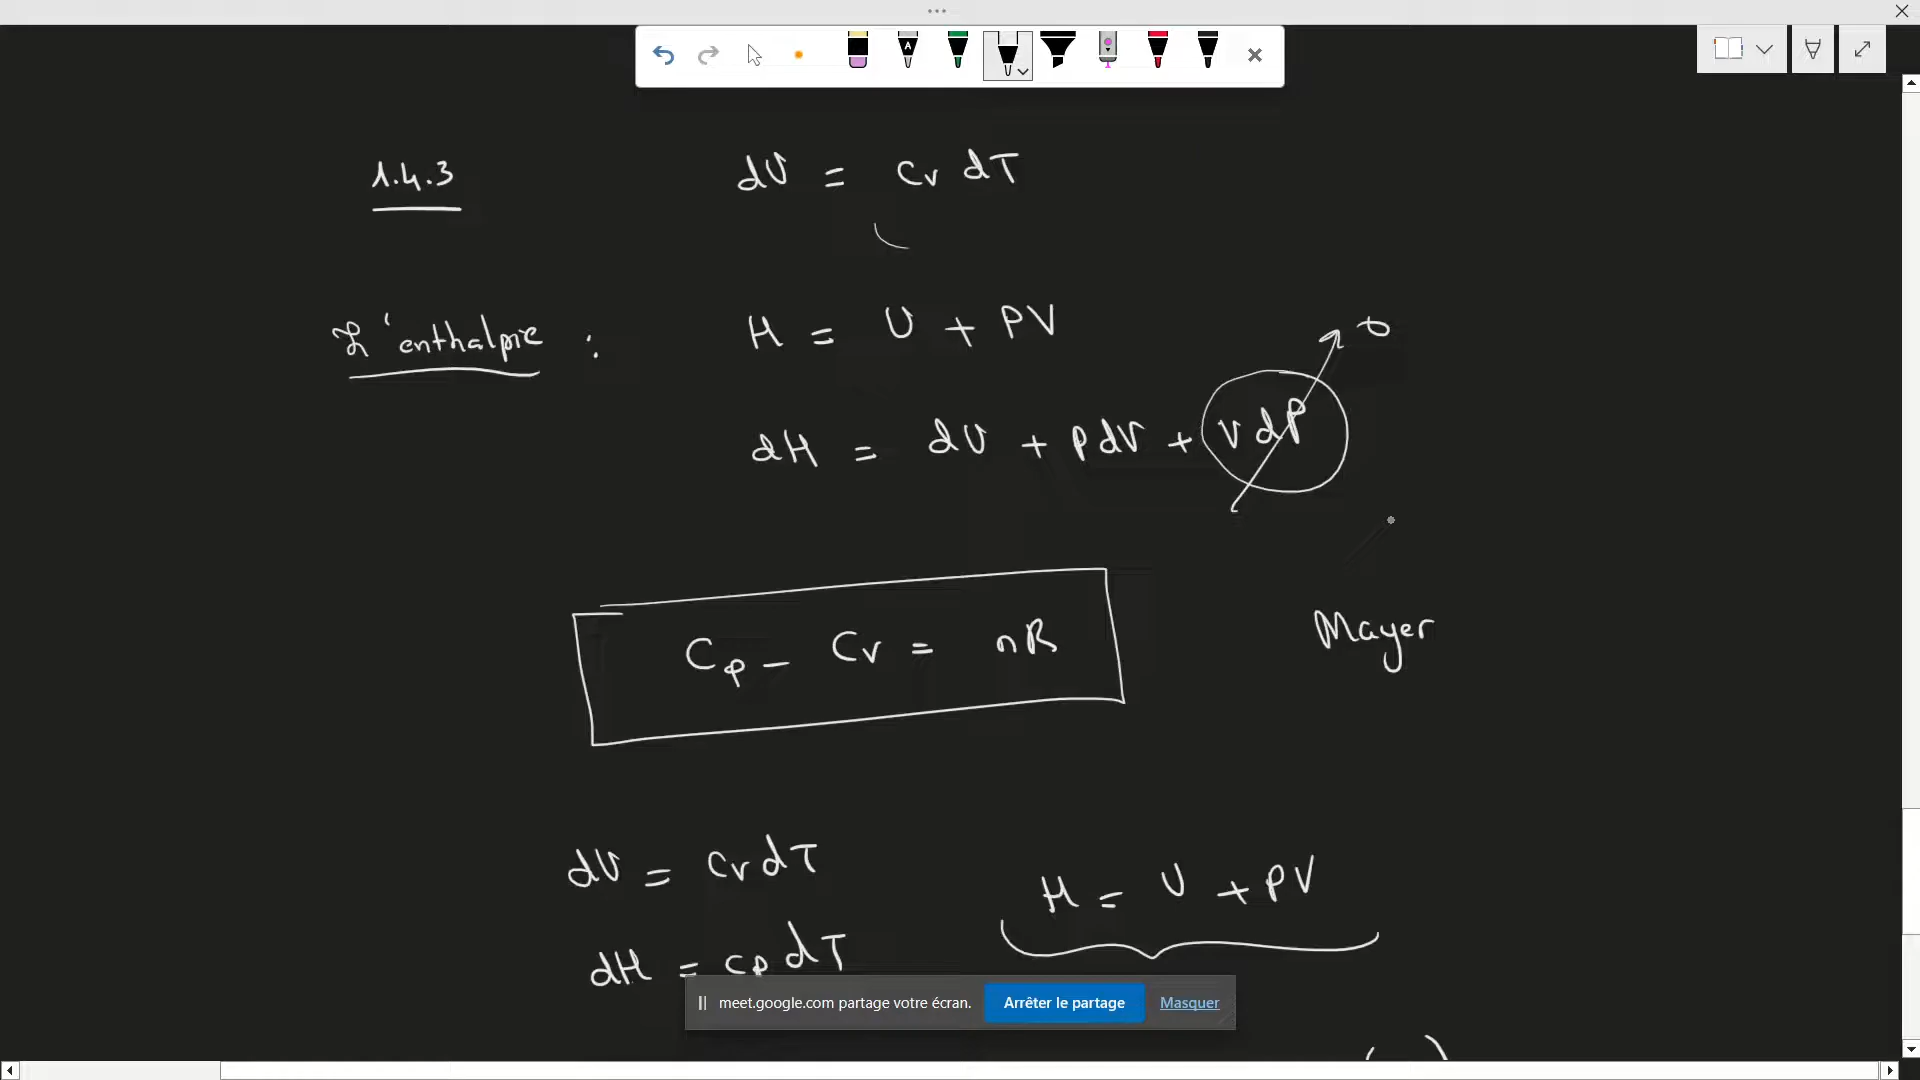 1.4.3 dU = Cv dT
L'enthalpie : H = U + PV
dH = dU + PdV + VdP → 0
Cp - Cv = nR Mayer
dU = CvdT
H = U + PV
dH = CP dT
meet.google.com partage votre écran. Arrêter le partage Masquer